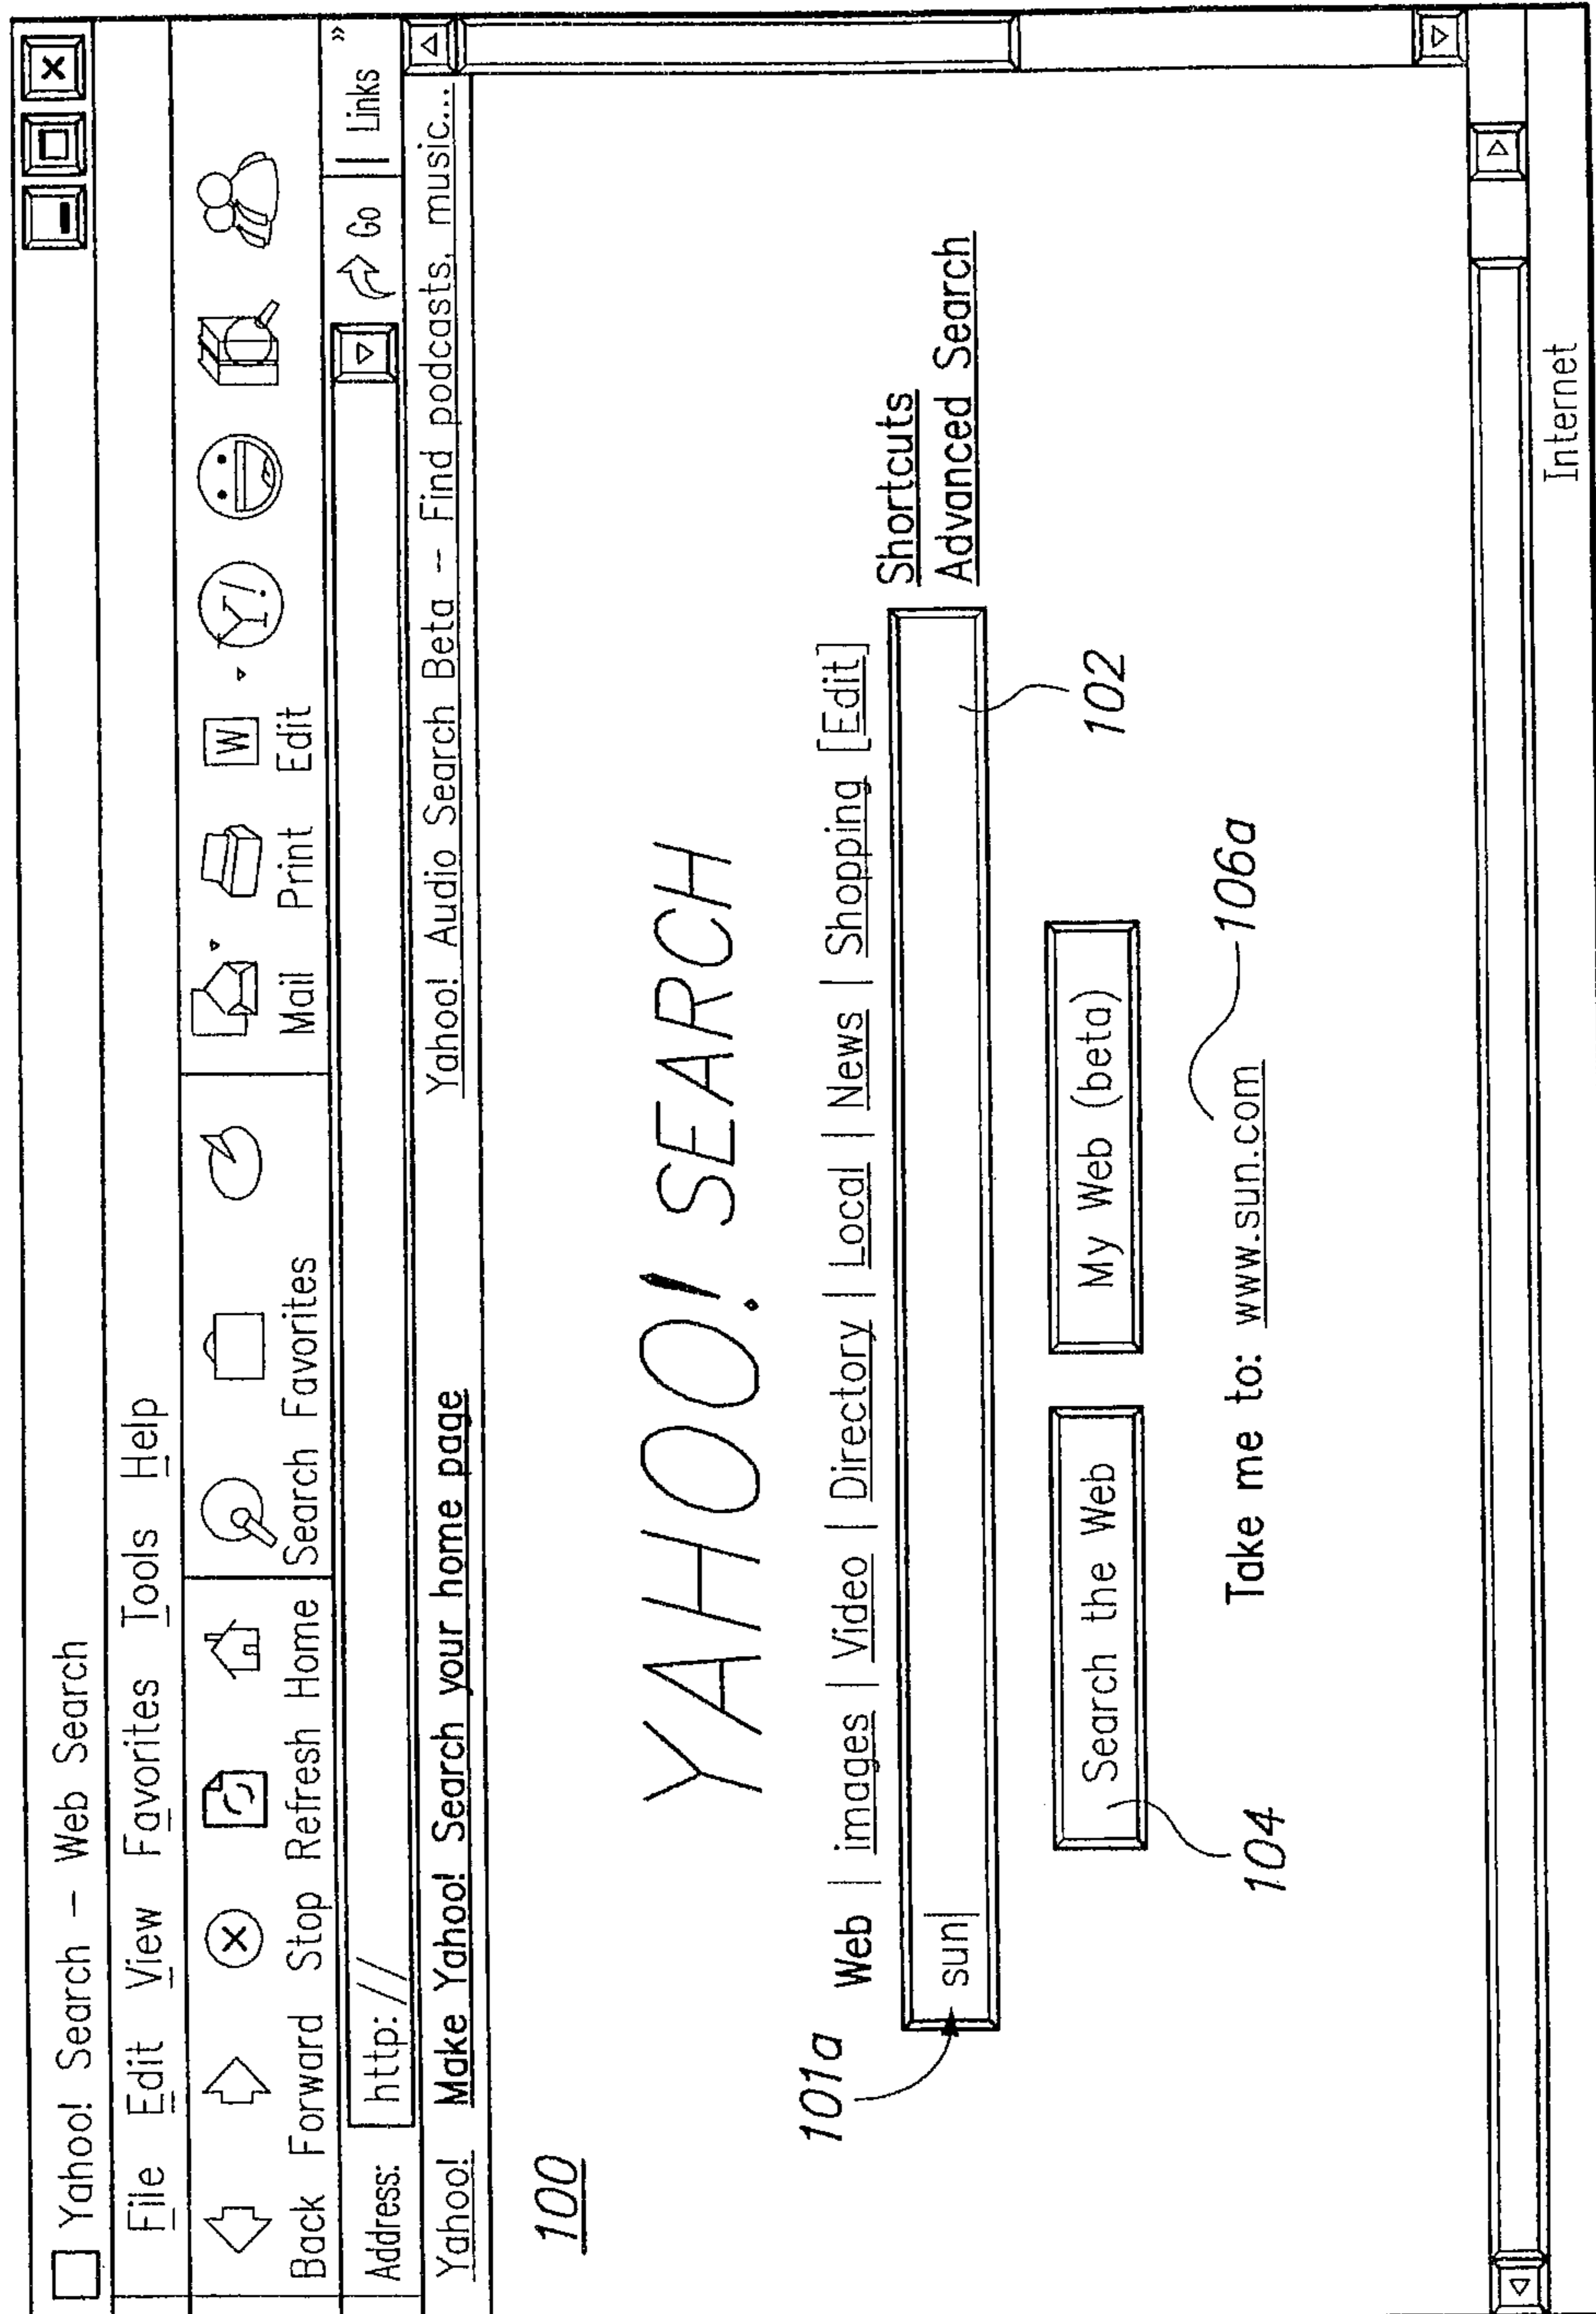 Yahoo! Search – Web Search
File Edit View Favorites Tools Help
W Y!
Back Forward Stop Refresh Home Search Favorites Mail Print Edit
Address: http:// Go Links »
Yahoo! Make Yahoo! Search your home page Yahoo! Audio Search Beta – Find podcasts, music...
100
YAHOO! SEARCH
101a Web | images | Video | Directory | Local | News | Shopping [Edit]
Shortcuts
sun
Advanced Search
102
Search the Web My Web (beta)
104
106a
Take me to: www.sun.com
Internet